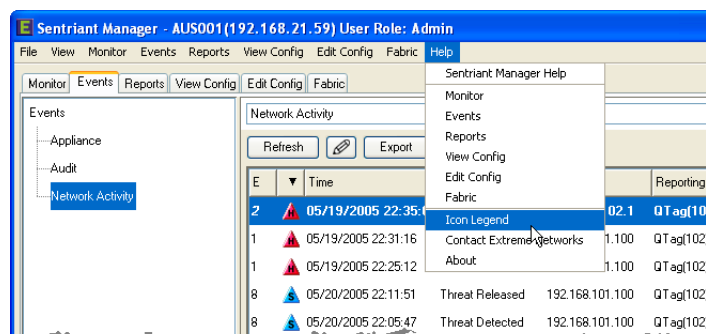 Sentriant Manager - AUS001(192.168.21.59) User Role: Admin
File View Monitor Events Reports View Config Edit Config Fabric Help
Monitor Events Reports View Config Edit Config Fabric
Sentriant Manager Help
Monitor
Events
Reports
View Config
Edit Config
Fabric
Icon Legend
Contact Extreme Networks
About
Events
Appliance
Audit
Network Activity
Network Activity
Refresh Export
E Time Reporting
2 H 05/19/2005 22:35: 02.1 QTag(10
1 H 05/19/2005 22:31:16 1.100 QTag(102
1 H 05/19/2005 22:25:12 1.100 QTag(102
8 S 05/20/2005 22:11:51 Threat Released 192.168.101.100 QTag(102
8 S 05/20/2005 22:05:47 Threat Detected 192.168.101.100 QTag(102